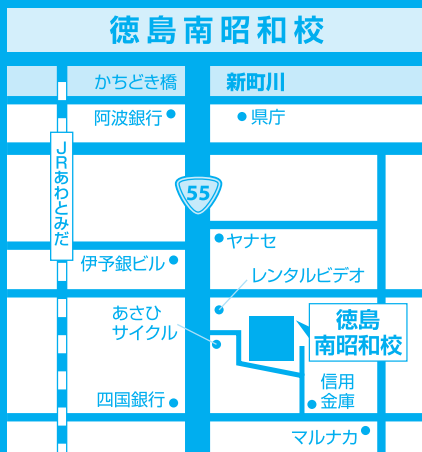 徳島南昭和校
かちどき橋
新町川
阿波銀行
県庁
JRあわとみだ
55
ヤナセ
伊予銀ビル
レンタルビデオ
あさひ
サイクル
徳島
南昭和校
信用
金庫
四国銀行
マルナカ